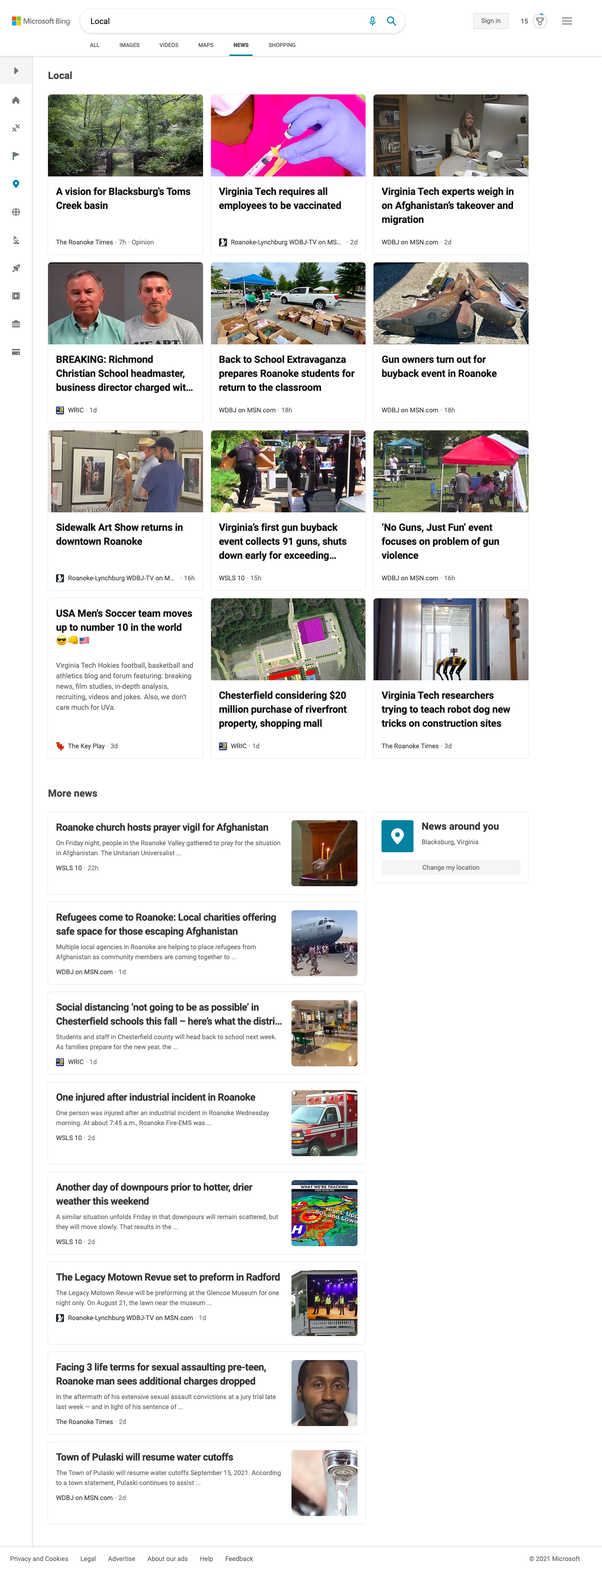 Microsoft Bing
Local
Sign in
15
ALL
IMAGES
VIDEOS
MAPS
NEWS
SHOPPING
Local
A vision for Blasksburg's Toms
Creek basin
The Roanoke Times · 7h · Opinion
Virginia Tech requires all
employees to be vaccinated
Roanoke-Lynchburg WDBJ-TV on MS... · 2d
Virginia Tech experts weigh in
on Afghanistan's takeover and
migration
WDBJ on MSN.com · 2d
BREAKING: Richmond
Christian School headmaster,
business director charged wit...
WRIC · 1d
HEART
Back to School Extravaganza
prepares Roanoke students for
return to the classroom
WDBJ on MSN.com · 18h
Gun owners turn out for
buyback event in Roanoke
WDBJ on MSN.com · 18h
Sidewalk Art Show returns in
downtown Roanoke
Roanoke-Lynchburg WDBJ-TV on M... · 16h
Virginia's first gun buyback
event collects 91 guns, shuts
down early for exceeding...
WSLS 10 · 15h
'No Guns, Just Fun' event
focuses on problem of gun
violence
WDBJ on MSN.com · 16h
USA Men's Soccer team moves
up to number 10 in the world
😎👊🇺🇸
Virginia Tech Hokies football, basketball and
athletics blog and forum featuring: breaking
news, film studies, in-depth analysis,
recruiting, videos and jokes. Also, we don't
care much for UVa.
The Key Play · 3d
Chesterfield considering $20
million purchase of riverfront
property, shopping mall
WRIC · 1d
Virginia Tech researchers
trying to teach robot dog new
tricks on construction sites
The Roanoke Times · 3d
More news
Roanoke church hosts prayer vigil for Afghanistan
On Friday night, people in the Roanoke Valley gathered to pray for the situation
in Afghanistan. The Unitarian Universalist ...
WSLS 10 · 22h
News around you
Blacksburg, Virginia
Change my location
Refugees come to Roanoke: Local charities offering
safe space for those escaping Afghanistan
Multiple local agencies in Roanoke are helping to place refugees from
Afghanistan as community members are coming together to ...
WDBJ on MSN.com · 1d
Social distancing 'not going to be as possible' in
Chesterfield schools this fall – here's what the distri...
Students and staff in Chesterfield county will head back to school next week.
As families prepare for the new year, the ...
WRIC · 1d
One injured after industrial incident in Roanoke
One person was injured after an industrial incident in Roanoke Wednesday
morning. At about 7:45 a.m., Roanoke Fire-EMS was ...
WSLS 10 · 2d
Another day of downpours prior to hotter, drier
weather this weekend
A similar situation unfolds Friday in that downpours will remain scattered, but
they will move slowly. That results in the ...
WSLS 10 · 2d
WHAT WE'RE TRACKING
H
The Legacy Motown Revue set to preform in Radford
The Legacy Motown Revue will be preforming at the Glencoe Museum for one
night only. On August 21, the lawn near the museum ...
Roanoke-Lynchburg WDBJ-TV on MSN.com · 1d
Facing 3 life terms for sexual assaulting pre-teen,
Roanoke man sees additional charges dropped
In the aftermath of his extensive sexual assault convictions at a jury trial late
last week — and in light of his sentence of ...
The Roanoke Times · 2d
Town of Pulaski will resume water cutoffs
The Town of Pulaski will resume water cutoffs September 15, 2021. According
to a town statement, Pulaski continues to assist ...
WDBJ on MSN.com · 2d
Privacy and Cookies
Legal
Advertise
About our ads
Help
Feedback
© 2021 Microsoft